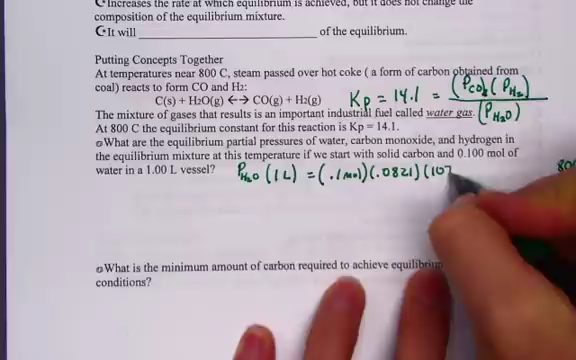 Increases the rate at which equilibrium is achieved, but it does not change the
composition of the equilibrium mixture.
It will ______________________ of the equilibrium.
Putting Concepts Together
At temperatures near 800 C, steam passed over hot coke ( a form of carbon obtained from
coal) reacts to form CO and H₂:
C(s) + H2O(g) ↔ CO(g) + H₂(g) Kp = 14.1 = (PCO)(PH₂)
The mixture of gases that results is an important industrial fuel called water gas. (PH₂O)
At 800 C the equilibrium constant for this reaction is Kp = 14.1.
What are the equilibrium partial pressures of water, carbon monoxide, and hydrogen in
the equilibrium mixture at this temperature if we start with solid carbon and 0.100 mol of
water in a 1.00 L vessel? PH₂O (1 L) = (.1 mol)(.0821)(107
80
What is the minimum amount of carbon required to achieve
conditions?